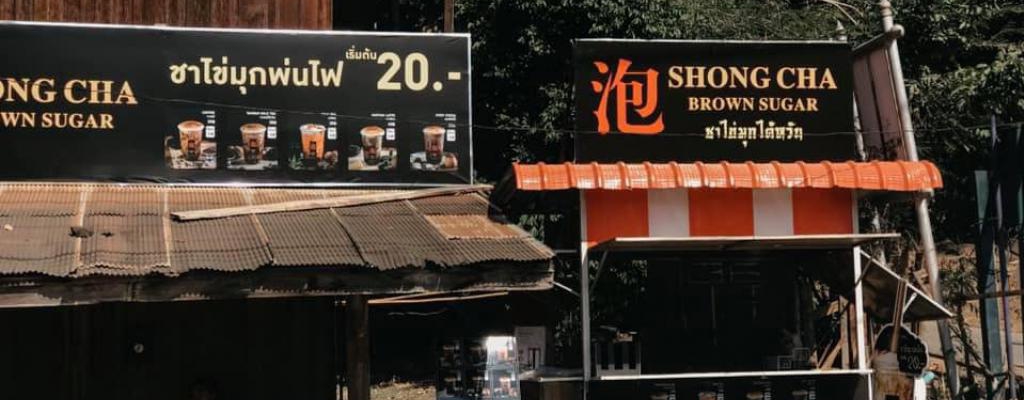 ONG CHA
WN SUGAR
ชาไข่มุกพ่นไฟ
เริ่มต้น 20.-
泡
SHONG CHA
BROWN SUGAR
ชาไข่มุกไต้หวัน
20.-